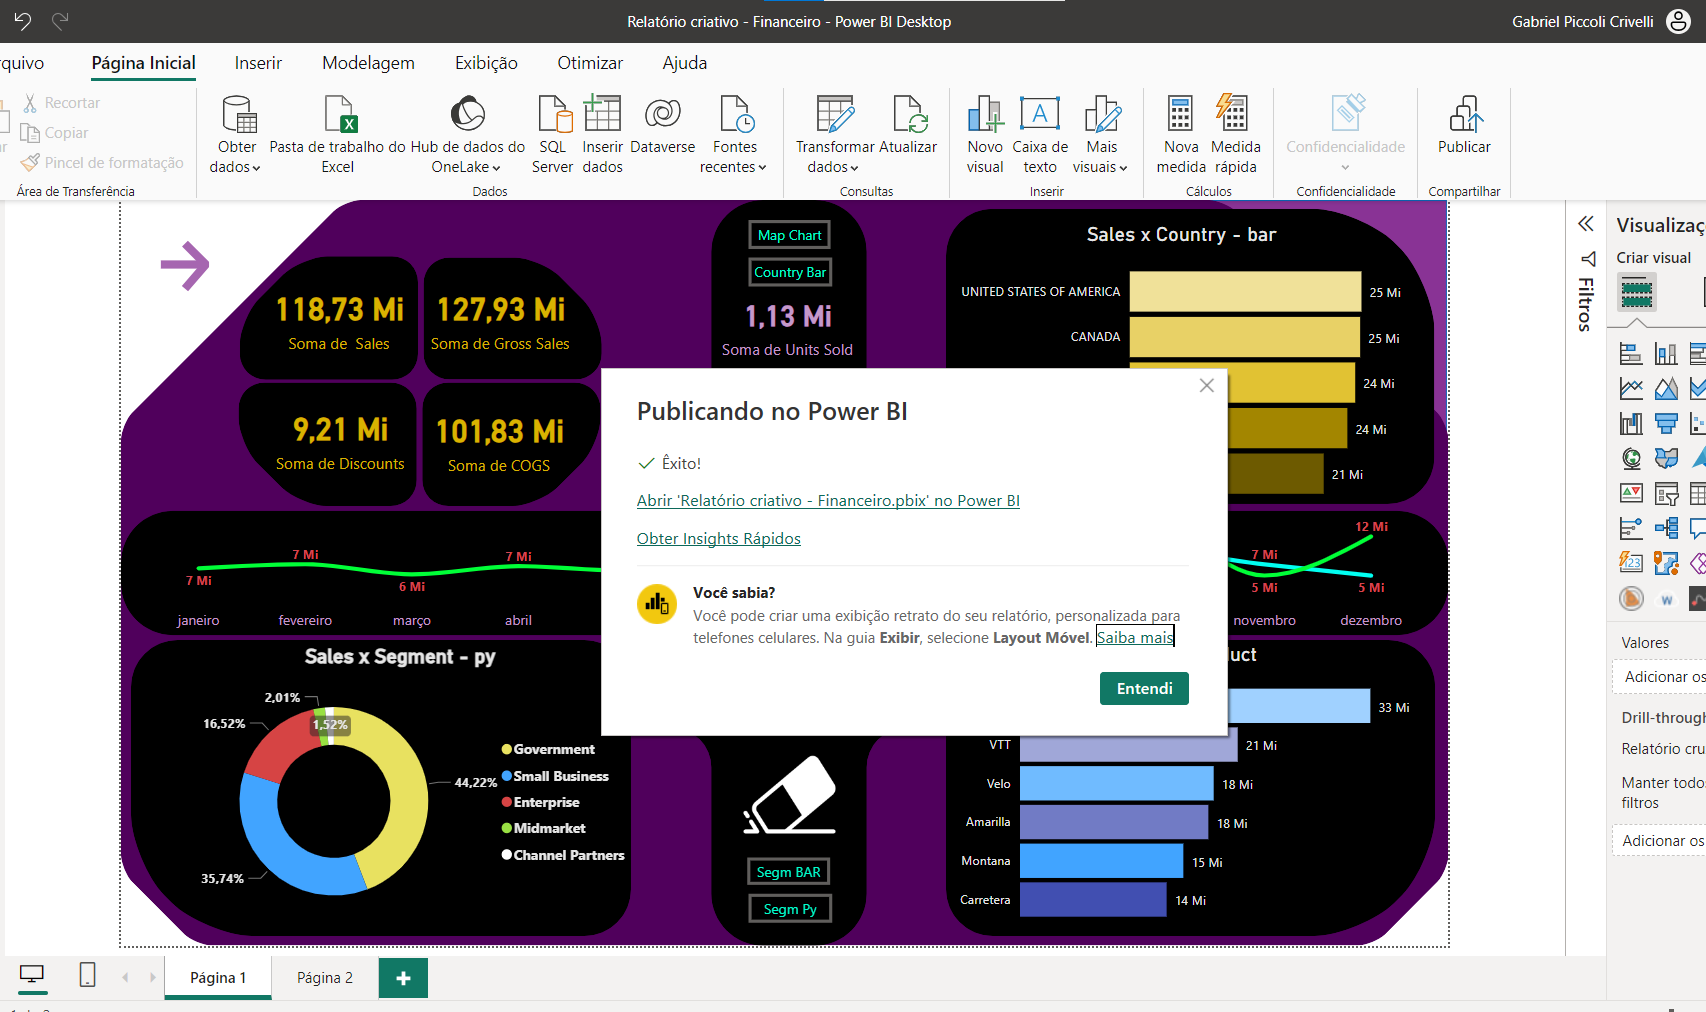 Relatório criativo - Financeiro - Power BI Desktop
Gabriel Piccoli Crivelli
rquivo
Página Inicial
Inserir
Modelagem
Exibição
Otimizar
Ajuda
Recortar
Copiar
Pincel de formatação
Área de Transferência
Obter dados
Pasta de trabalho do Excel
Hub de dados do OneLake
SQL Server
Inserir dados
Dataverse
Fontes recentes
Dados
Transformar dados
Atualizar
Consultas
Novo visual
Caixa de texto
Mais visuais
Inserir
Nova medida
Medida rápida
Cálculos
Confidencialidade
Confidencialidade
Publicar
Compartilhar
118,73 Mi
Soma de Sales
127,93 Mi
Soma de Gross Sales
9,21 Mi
Soma de Discounts
101,83 Mi
Soma de COGS
Map Chart
Country Bar
1,13 Mi
Soma de Units Sold
Sales x Country - bar
UNITED STATES OF AMERICA
25 Mi
CANADA
25 Mi
24 Mi
24 Mi
21 Mi
Publicando no Power BI
Êxito!
Abrir 'Relatório criativo - Financeiro.pbix' no Power BI
Obter Insights Rápidos
Você sabia?
Você pode criar uma exibição retrato do seu relatório, personalizada para
telefones celulares. Na guia Exibir, selecione Layout Móvel. Saiba mais
Entendi
7 Mi
7 Mi
6 Mi
7 Mi
7 Mi
5 Mi
12 Mi
5 Mi
janeiro
fevereiro
março
abril
novembro
dezembro
Sales x Segment - py
2,01%
16,52%
1,52%
44,22%
35,74%
Government
Small Business
Enterprise
Midmarket
Channel Partners
Segm BAR
Segm Py
uct
33 Mi
VTT
21 Mi
Velo
18 Mi
Amarilla
18 Mi
Montana
15 Mi
Carretera
14 Mi
Filtros
Visualizaç
Criar visual
123
W
Valores
Adicionar os
Drill-through
Relatório cru
Manter todo
filtros
Adicionar os
Página 1
Página 2